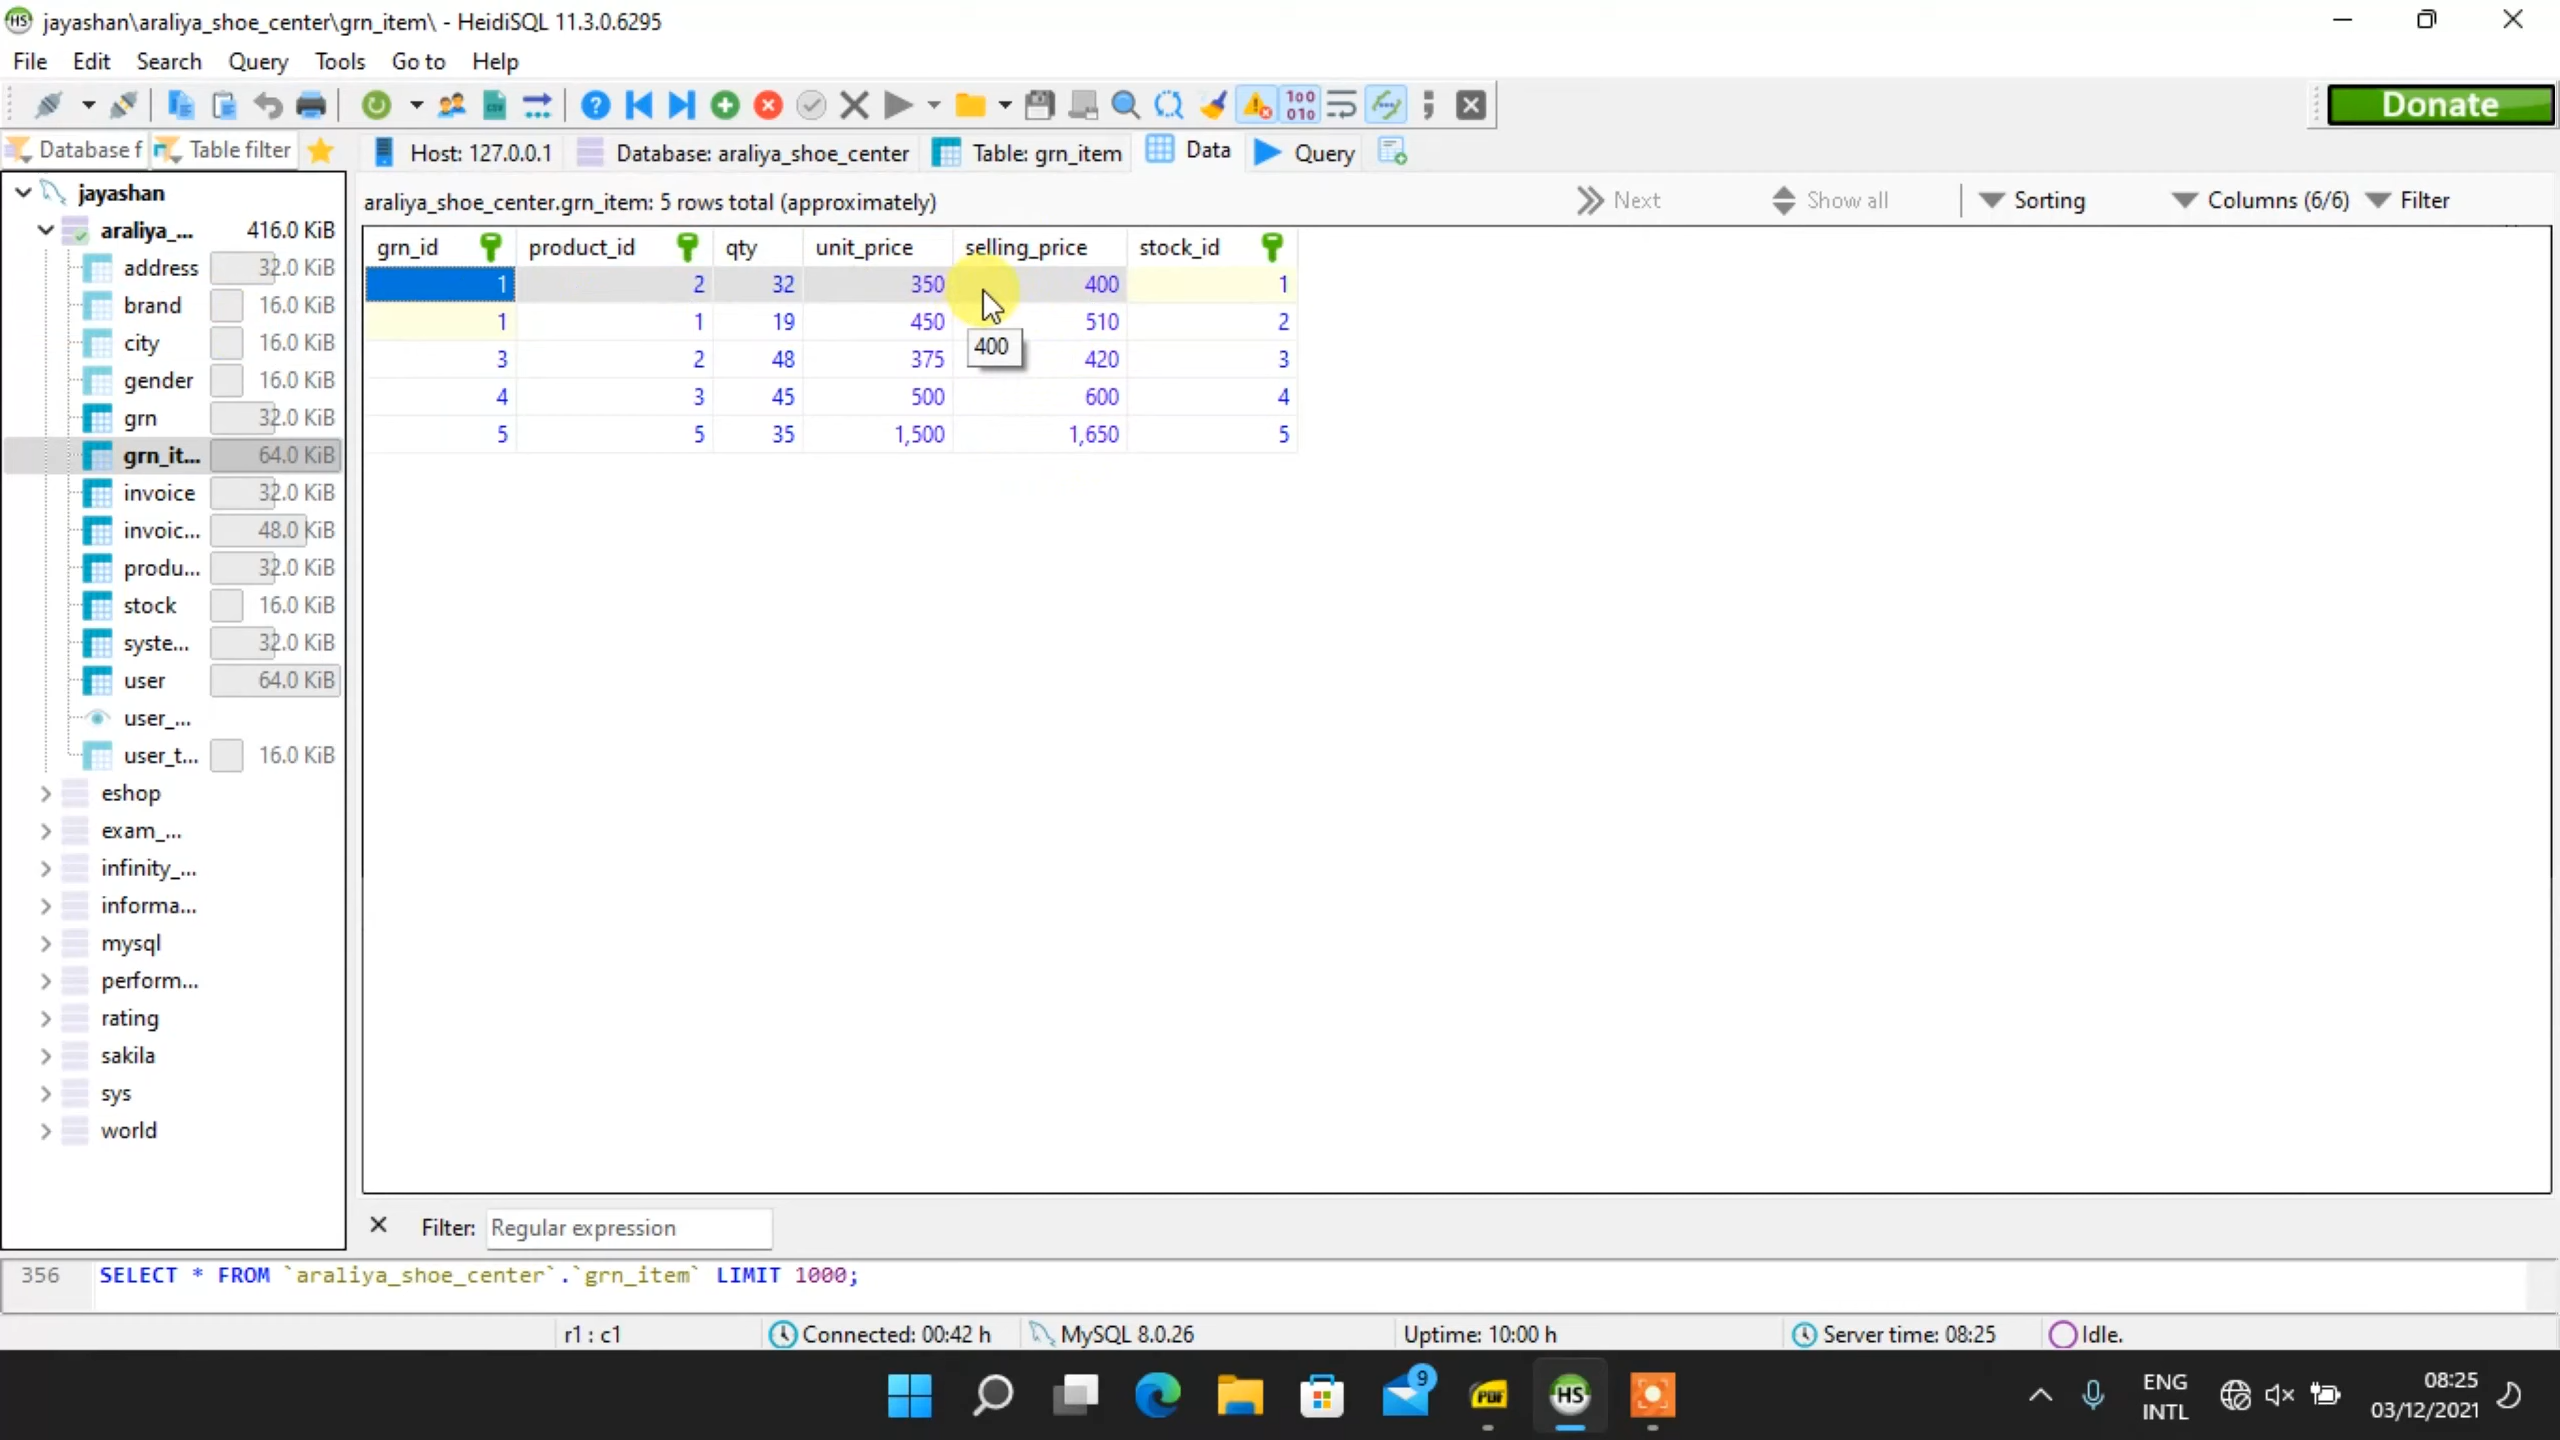 jayashan\araliya_shoe_center\grn_item\ - HeidiSQL 11.3.0.6295
File Edit Search Query Tools Go to Help
Donate
Database f Table filter Host: 127.0.0.1 Database: araliya_shoe_center Table: grn_item Data Query
araliya_shoe_center.grn_item: 5 rows total (approximately) Next Show all Sorting Columns (6/6) Filter
grn_id product_id qty unit_price selling_price stock_id
1 2 32 350 400 1
1 1 19 450 510 2
400
3 2 48 375 420 3
4 3 45 500 600 4
5 5 35 1,500 1,650 5
jayashan
araliya_... 416.0 KiB
address 32.0 KiB
brand 16.0 KiB
city 16.0 KiB
gender 16.0 KiB
grn 32.0 KiB
grn_it... 64.0 KiB
invoice 32.0 KiB
invoic... 48.0 KiB
produ... 32.0 KiB
stock 16.0 KiB
syste... 32.0 KiB
user 64.0 KiB
user_...
user_t... 16.0 KiB
eshop
exam_...
infinity_...
informa...
mysql
perform...
rating
sakila
sys
world
Filter: Regular expression
356 SELECT * FROM `araliya_shoe_center`.`grn_item` LIMIT 1000;
r1 : c1 Connected: 00:42 h MySQL 8.0.26 Uptime: 10:00 h Server time: 08:25 Idle.
9
PDF
HS
ENG
INTL
08:25
03/12/2021